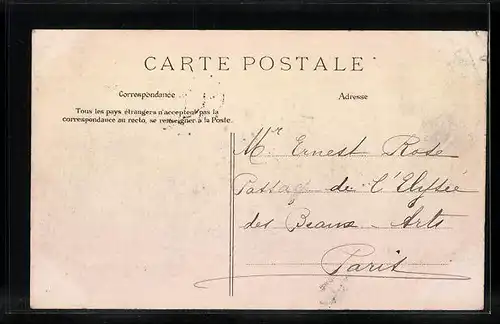 CARTE POSTALE
Correspondance
Adresse
Tous les pays étrangers n'acceptent pas la
correspondance au recto, se renseigner à la Poste.
Mr Ernest Rose
Passag de l'Elysée
des Beaux-Arts
Paris